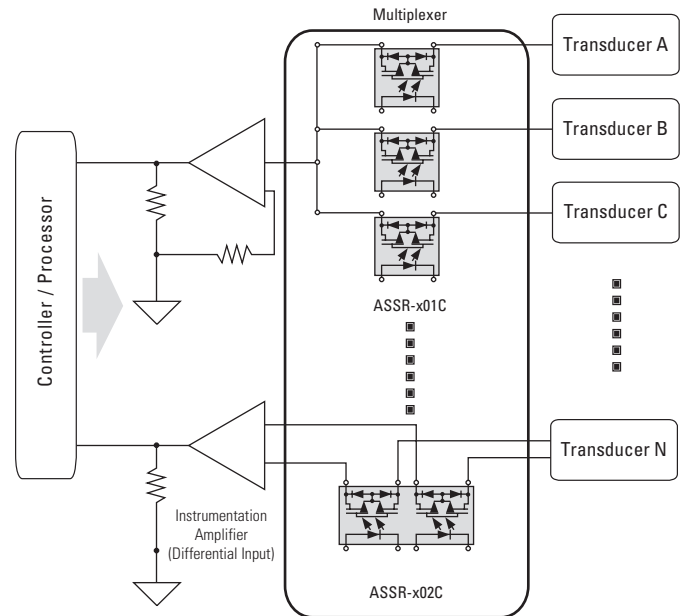 Multiplexer
Transducer A
Transducer B
Transducer C
Controller / Processor
ASSR-x01C
Transducer N
Instrumentation
Amplifier
(Differential Input)
ASSR-x02C